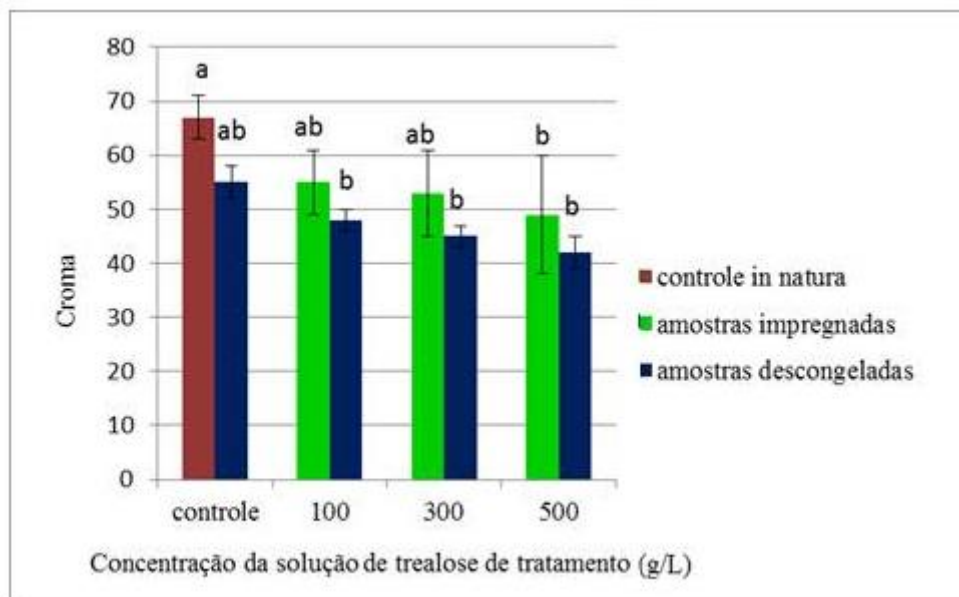 80
70
60
50
40
30
20
10
0
Croma
a
ab
ab
b
ab
b
b
b
controle 100 300 500
Concentração da solução de trealose de tratamento (g/L)
controle in natura
amostras impregnadas
amostras descongeladas